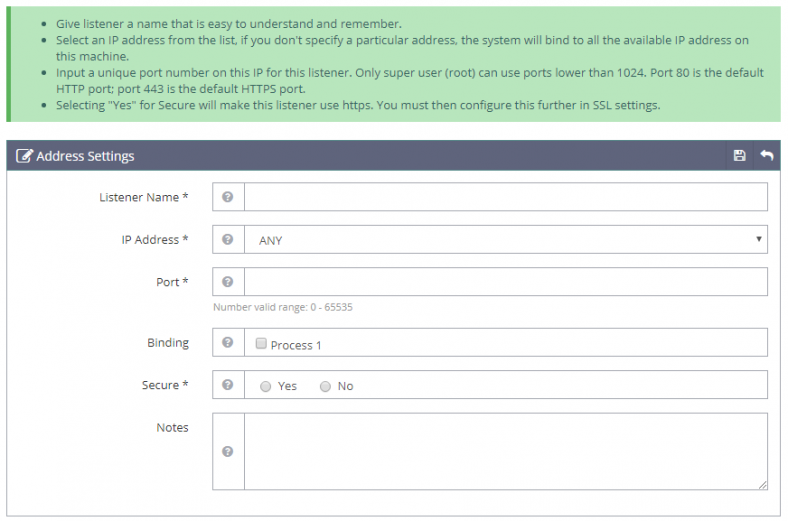 Give listener a name that is easy to understand and remember.
Select an IP address from the list, if you don't specify a particular address, the system will bind to all the available IP address on
this machine.
Input a unique port number on this IP for this listener. Only super user (root) can use ports lower than 1024. Port 80 is the default
HTTP port; port 443 is the default HTTPS port.
Selecting "Yes" for Secure will make this listener use https. You must then configure this further in SSL settings.
Address Settings
Listener Name *
IP Address * ANY
Port *
Number valid range: 0 - 65535
Binding Process 1
Secure * Yes No
Notes